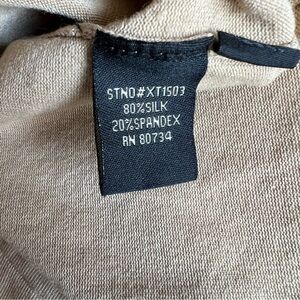 STNO#XT1503
80%SILK
20%SPANDEX
RN 80734